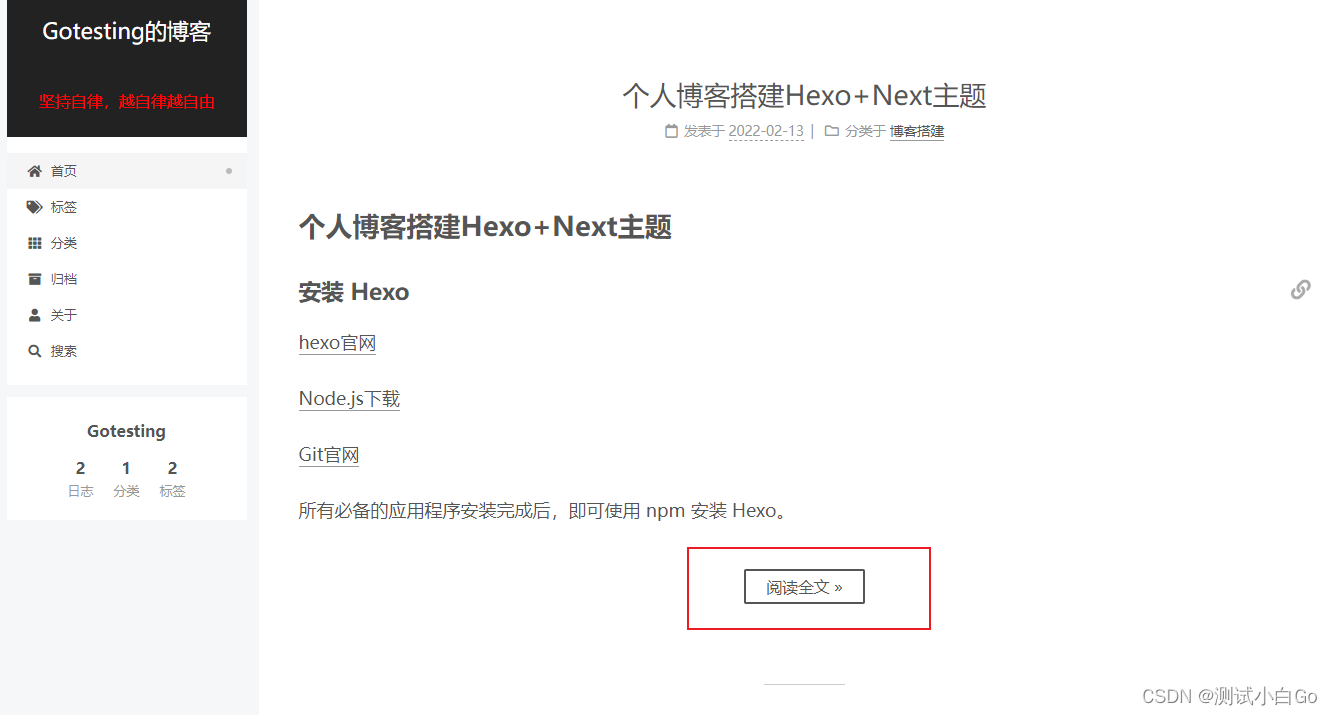 Gotesting的博客
坚持自律，越自律越自由
首页
标签
分类
归档
关于
搜索
Gotesting
2 1 2
日志 分类 标签
个人博客搭建Hexo+Next主题
发表于 2022-02-13 | 分类于 博客搭建
个人博客搭建Hexo+Next主题
安装 Hexo
hexo官网
Node.js下载
Git官网
所有必备的应用程序安装完成后，即可使用 npm 安装 Hexo。
阅读全文 »
CSDN @测试小白Go